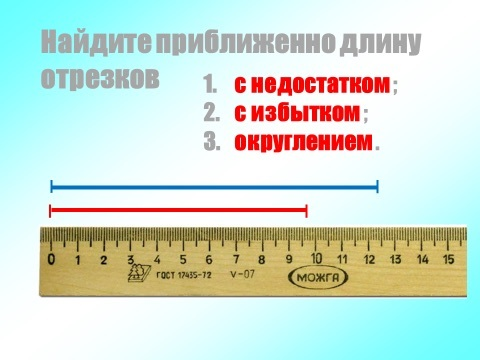 Найдите приближенно длину
отрезков
1. с недостатком;
2. с избытком;
3. округлением.
0 1 2 3 4 5 6 7 8 9 10 11 12 13 14 15
ГОСТ 17435-72 V-07 МОЖГА